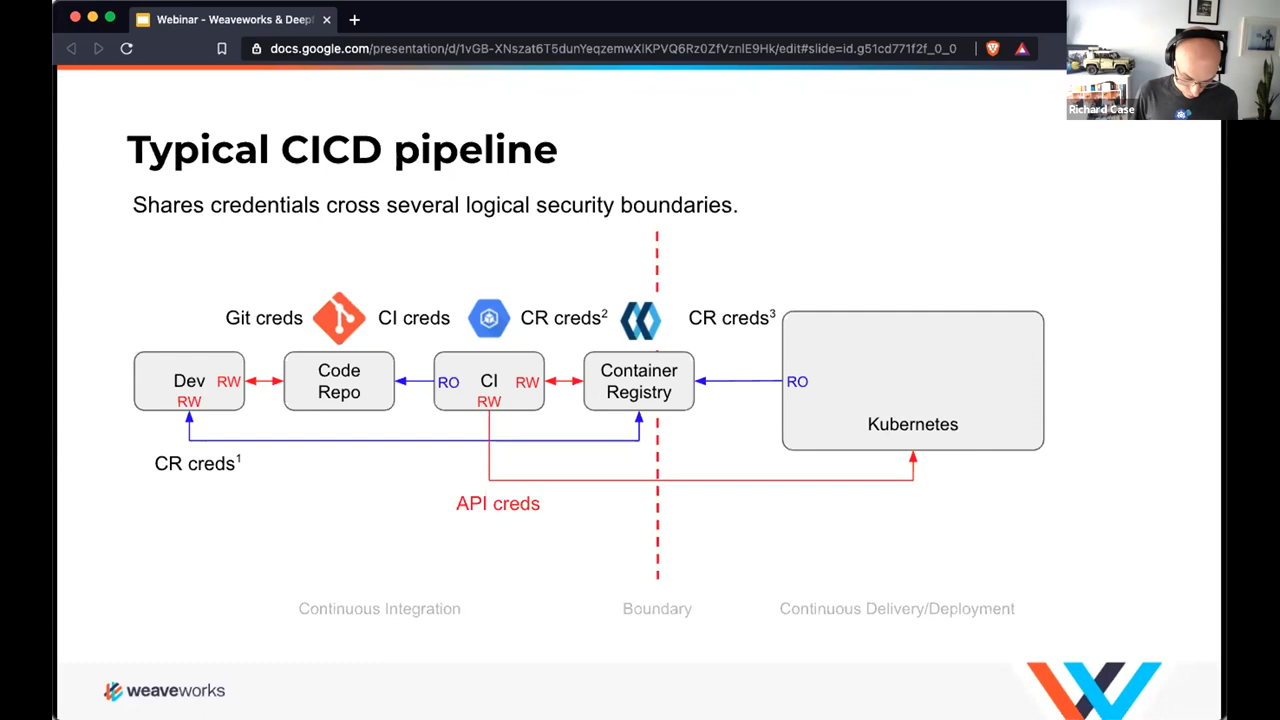 Webinar - Weaveworks & Deep
docs.google.com/presentation/d/1vGB-XNszat6T5dunYeqzemwXlKPVQ6Rz0ZfVznlE9Hk/edit#slide=id.g51cd771f2f_0_0
Richard Case
Typical CICD pipeline
Shares credentials cross several logical security boundaries.
Git creds
CI creds
CR creds2
CR creds3
Dev
RW
RW
Code
Repo
RO
CI
RW
RW
Container
Registry
RO
Kubernetes
CR creds1
API creds
Continuous Integration
Boundary
Continuous Delivery/Deployment
weaveworks